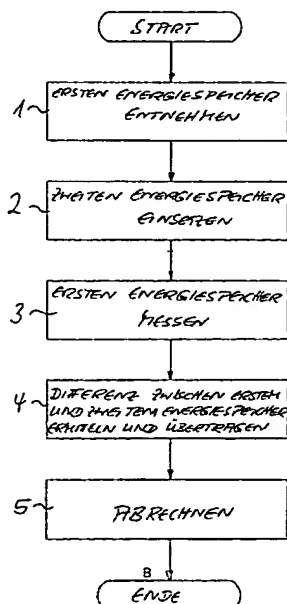 START
1 ERSTEN ENERGIESPEICHER
ENTNEHMEN
2 ZWEITEN ENERGIESPEICHER
EINSETZEN
3 ERSTEN ENERGIESPEICHER
MESSEN
4 DIFFERENZ ZWISCHEN ERSTEM
UND ZWEITEM ENERGIESPEICHER
ERMITTELN UND ÜBERTRAGEN
5 ABRECHNEN
B
ENDE